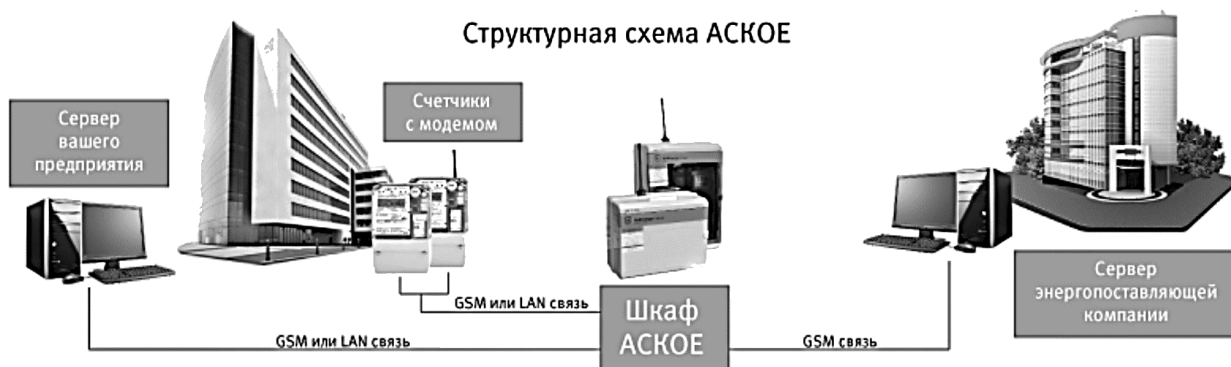 Структурная схема АСКОЕ
Сервер
вашего
предприятия
Счетчики
с модемом
Сервер
энергопоставляющей
компании
GSM или LAN связь
Шкаф
АСКОЕ
GSM или LAN связь
GSM связь